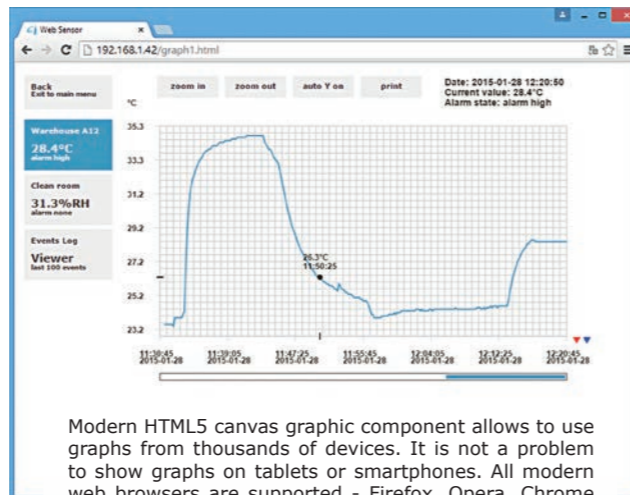 Web Sensor
192.168.1.42/graph1.html
Back
Exit to main menu
zoom in
zoom out
auto Y on
print
Date: 2015-01-28 12:20:50
Current value: 28.4°C
Alarm state: alarm high
Warehouse A12
28.4°C
alarm high
Clean room
31.3%RH
alarm none
Events Log
Viewer
last 100 events
°C
35.3
33.3
31.2
29.2
27.2
25.2
23.2
26.3°C
11:50:25
11:30:45
2015-01-28
11:39:05
2015-01-28
11:47:25
2015-01-28
11:55:45
2015-01-28
12:04:05
2015-01-28
12:12:25
2015-01-28
12:20:45
2015-01-28
Modern HTML5 canvas graphic component allows to use
graphs from thousands of devices. It is not a problem
to show graphs on tablets or smartphones. All modern
web browsers are supported - Firefox, Opera, Chrome